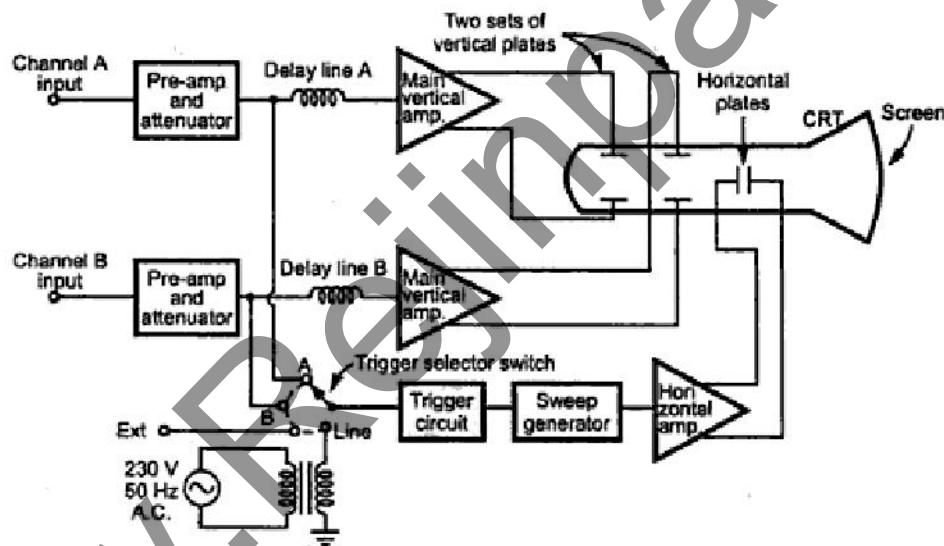 Two sets of
vertical plates
Channel A
input
Pre-amp
and
attenuator
Delay line A
Main
vertical
amp.
Horizontal
plates
CRT
Screen
Channel B
input
Pre-amp
and
attenuator
Delay line B
Main
vertical
amp.
A
Trigger selector switch
B
Ext
Line
Trigger
circuit
Sweep
generator
Hori
zontal
amp.
230 V
50 Hz
A.C.